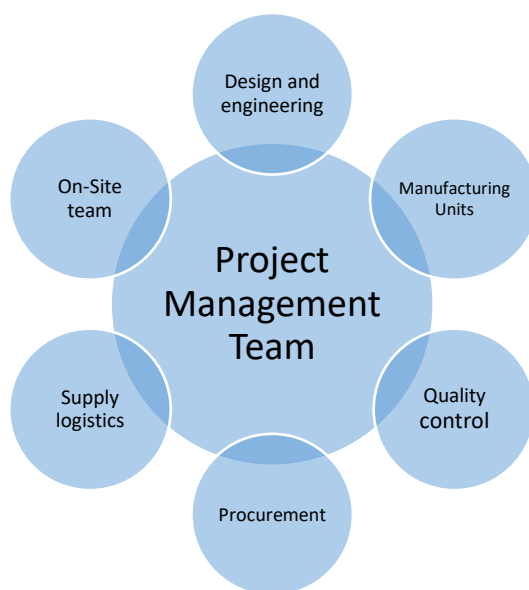 Design and
engineering
Manufacturing
Units
Quality
control
Procurement
Supply
logistics
On-Site
team
Project
Management
Team